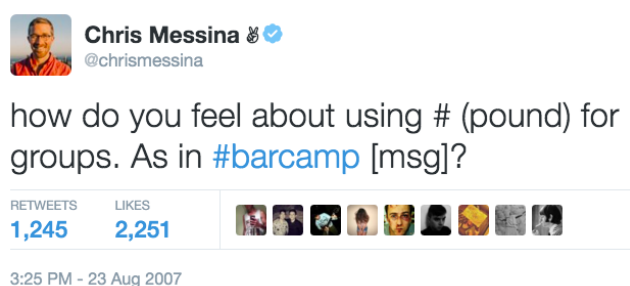 Chris Messina ✌
@chrismessina
how do you feel about using # (pound) for
groups. As in #barcamp [msg]?
RETWEETS LIKES
1,245 2,251
3:25 PM - 23 Aug 2007